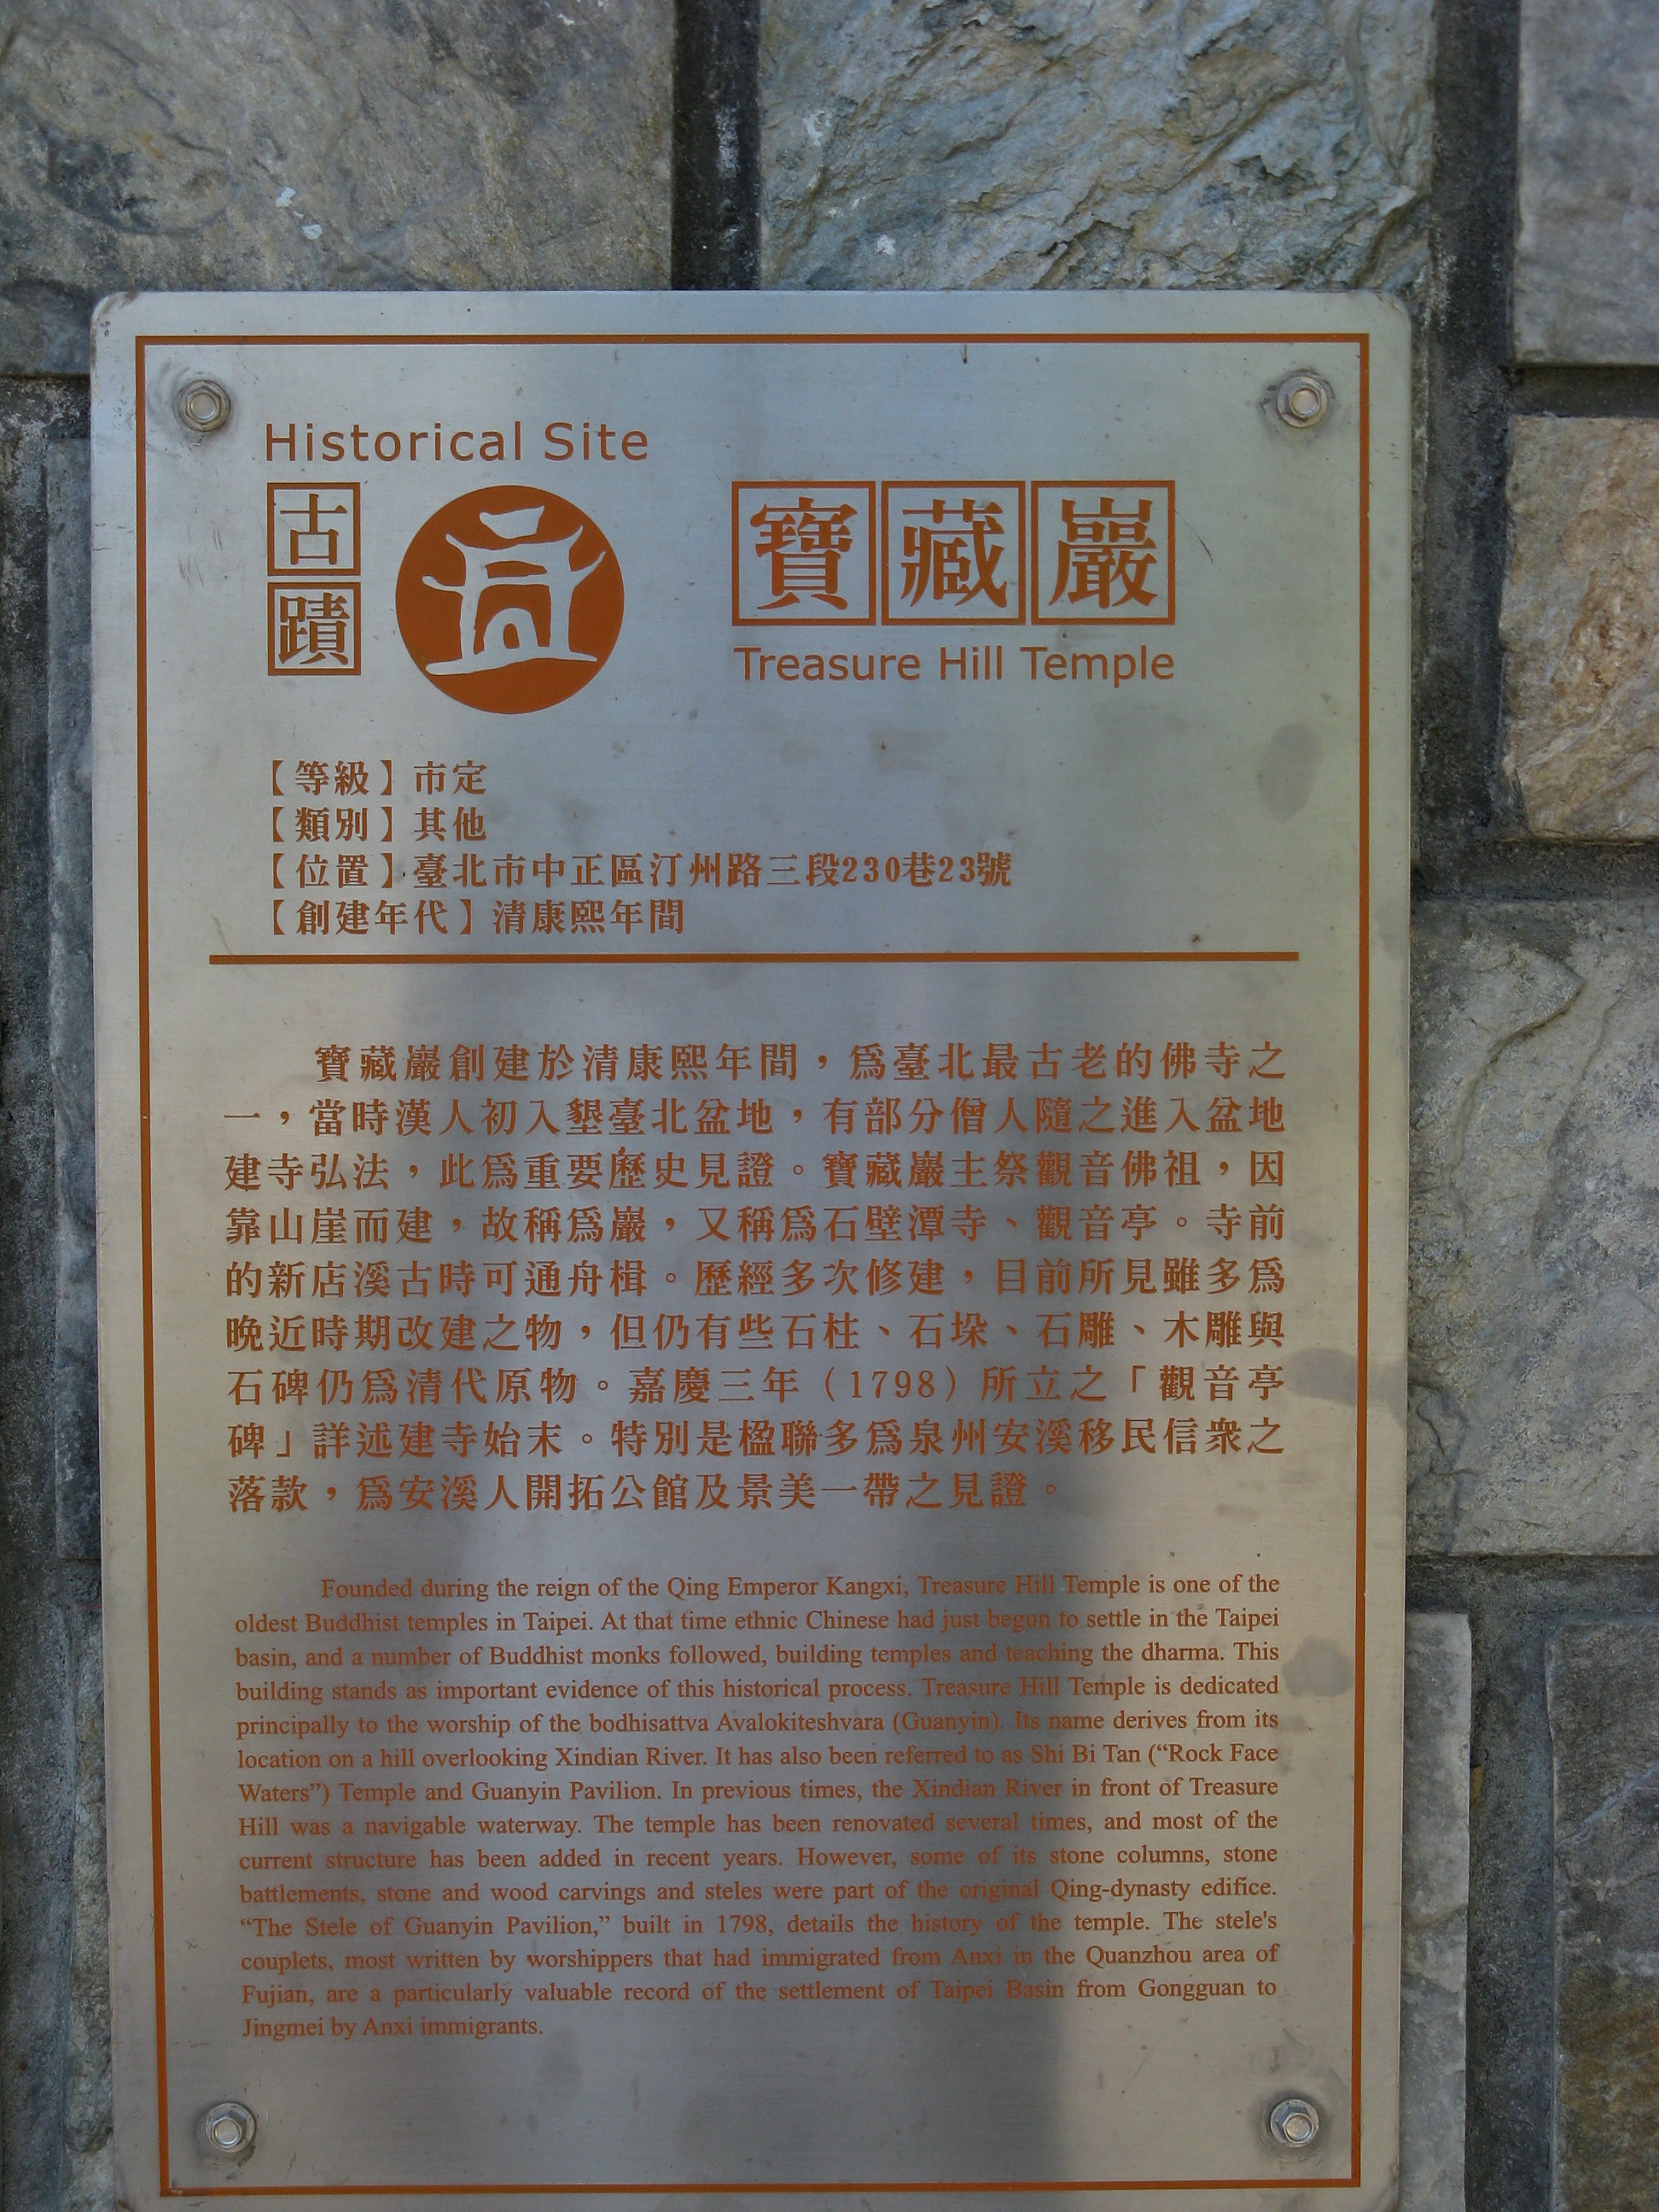 Historical Site
古
蹟
寶藏巖
Treasure Hill Temple
【等級】市定
【類別】其他
【位置】臺北市中正區汀州路三段230巷23號
【創建年代】清康熙年間
寶藏巖創建於清康熙年間，為臺北最古老的佛寺之
一，當時漢人初入墾臺北盆地，有部分僧人隨之進入盆地
建寺弘法，此為重要歷史見證。寶藏巖主祭觀音佛祖，因
靠山崖而建，故稱為巖，又稱為石壁潭寺、觀音亭。寺前
的新店溪古時可通舟楫。歷經多次修建，目前所見雖多為
晚近時期改建之物，但仍有些石柱、石垛、石雕、木雕與
石碑仍為清代原物。嘉慶三年（1798）所立之「觀音亭
碑」詳述建寺始末。特別是楹聯多為泉州安溪移民信衆之
落款，為安溪人開拓公館及景美一帶之見證。
Founded during the reign of the Qing Emperor Kangxi, Treasure Hill Temple is one of the
oldest Buddhist temples in Taipei. At that time ethnic Chinese had just begun to settle in the Taipei
basin, and a number of Buddhist monks followed, building temples and teaching the dharma. This
building stands as important evidence of this historical process. Treasure Hill Temple is dedicated
principally to the worship of the bodhisattva Avalokiteshvara (Guanyin). Its name derives from its
location on a hill overlooking Xindian River. It has also been referred to as Shi Bi Tan (“Rock Face
Waters”) Temple and Guanyin Pavilion. In previous times, the Xindian River in front of Treasure
Hill was a navigable waterway. The temple has been renovated several times, and most of the
current structure has been added in recent years. However, some of its stone columns, stone
battlements, stone and wood carvings and steles were part of the original Qing-dynasty edifice.
“The Stele of Guanyin Pavilion,” built in 1798, details the history of the temple. The stele's
couplets, most written by worshippers that had immigrated from Anxi in the Quanzhou area of
Fujian, are a particularly valuable record of the settlement of Taipei Basin from Gongguan to
Jingmei by Anxi immigrants.